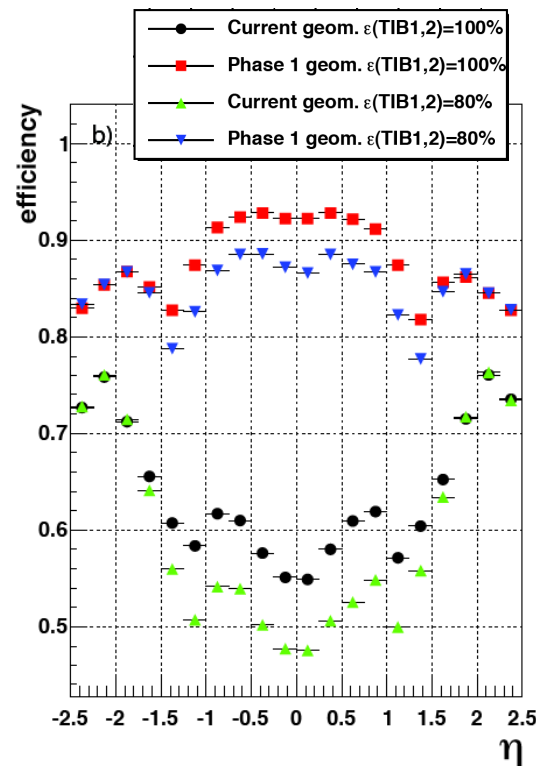 Current geom. ε(TIB1,2)=100%
Phase 1 geom. ε(TIB1,2)=100%
Current geom. ε(TIB1,2)=80%
Phase 1 geom. ε(TIB1,2)=80%
b)
efficiency
1
0.9
0.8
0.7
0.6
0.5
-2.5 -2 -1.5 -1 -0.5 0 0.5 1 1.5 2 2.5
η